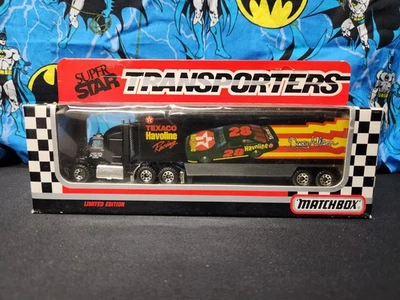 SUPER
STAR
TRANSPORTERS
TEXACO
Havoline
Racing
28
28 Havoline
LIMITED EDITION
MATCHBOX